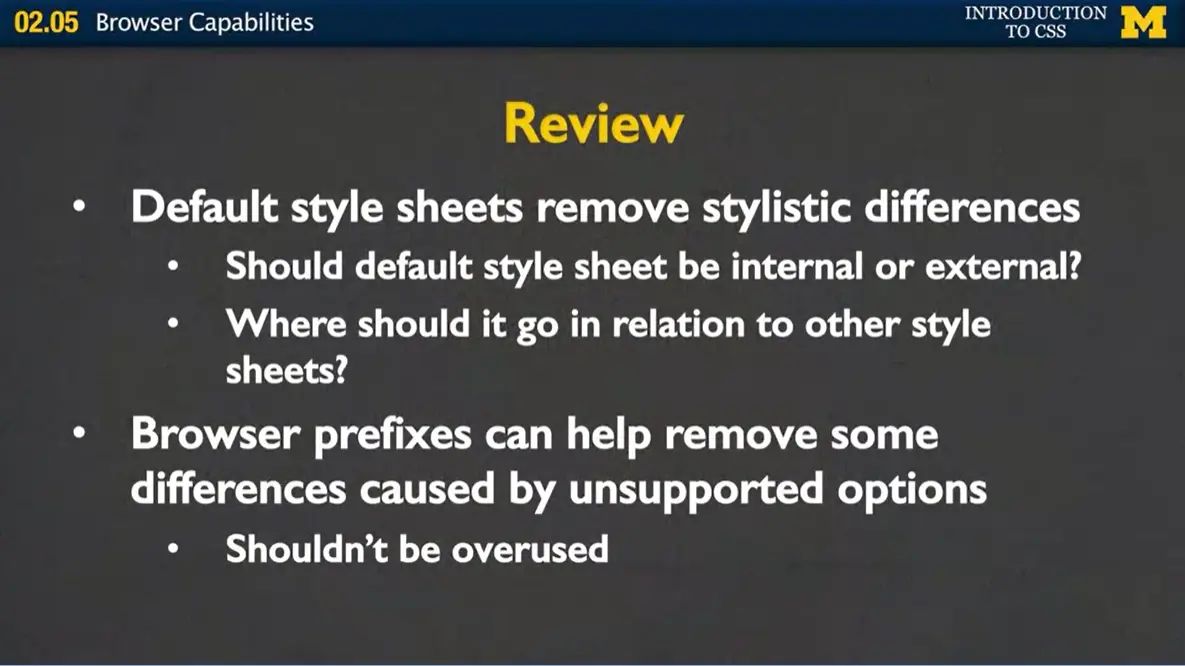 02.05 Browser Capabilities
INTRODUCTION
TO CSS
M
Review
• Default style sheets remove stylistic differences
• Should default style sheet be internal or external?
• Where should it go in relation to other style
sheets?
• Browser prefixes can help remove some
differences caused by unsupported options
• Shouldn't be overused